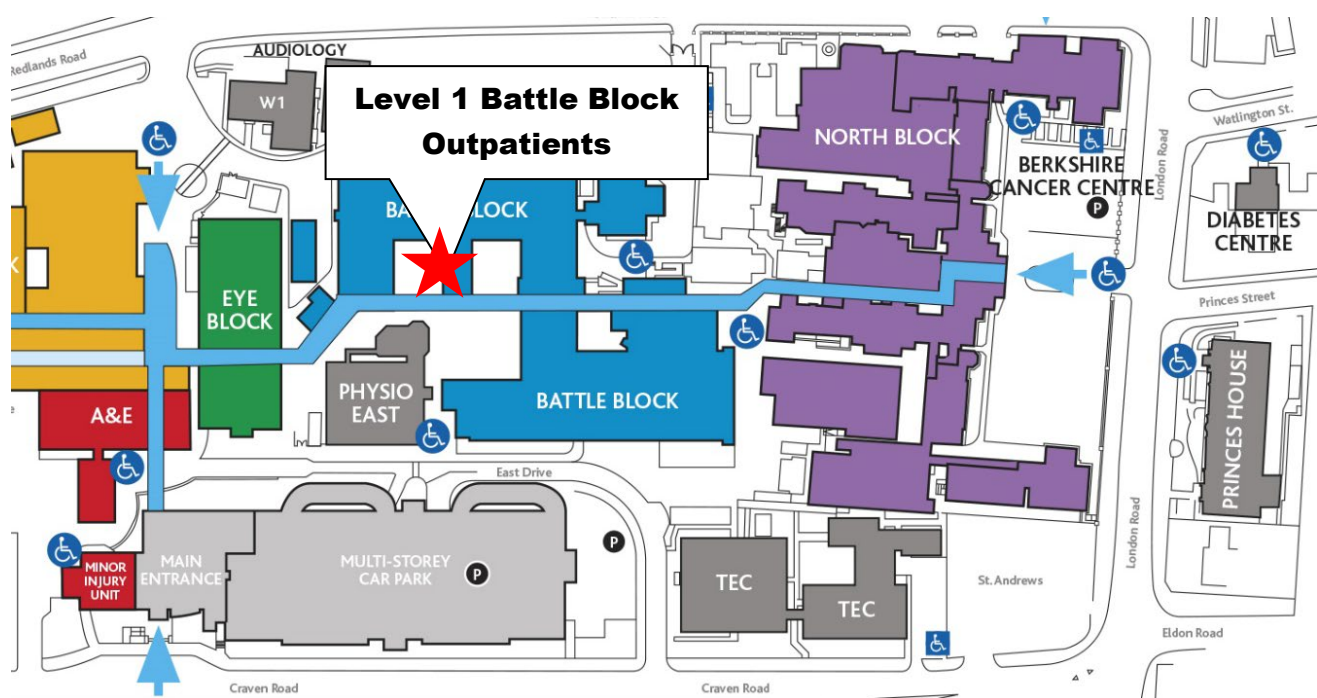 Redlands Road
AUDIOLOGY
W1
Level 1 Battle Block
Outpatients
NORTH BLOCK
BERKSHIRE
CANCER CENTRE
P
London Road
Watlington St.
DIABETES
CENTRE
EYE
BLOCK
Princes Street
PHYSIO
EAST
BATTLE BLOCK
A&E
PRINCES HOUSE
East Drive
MINOR
INJURY
UNIT
MAIN
ENTRANCE
MULTI-STOREY
CAR PARK
P
P
TEC
TEC
St. Andrews
London Road
Eldon Road
Craven Road
Craven Road